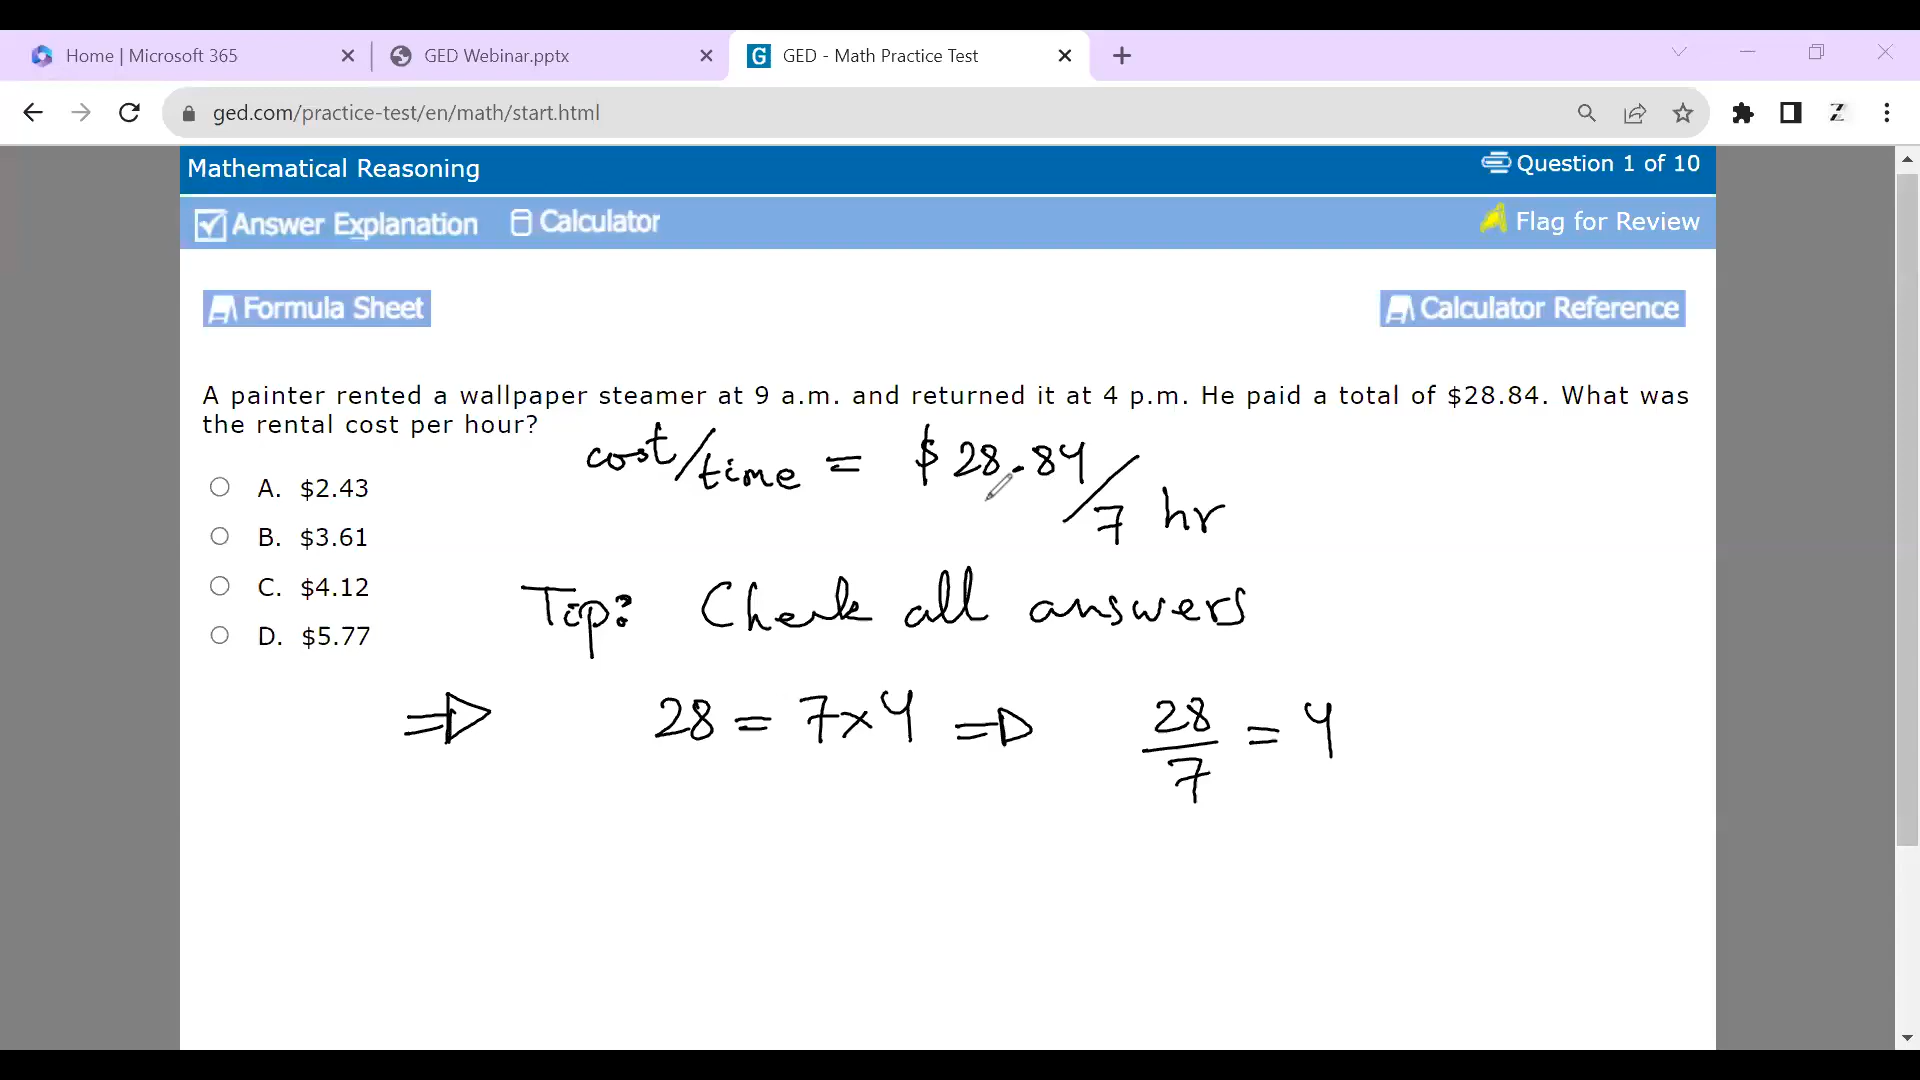 Home | Microsoft 365
GED Webinar.pptx
GED - Math Practice Test
ged.com/practice-test/en/math/start.html
Mathematical Reasoning
Question 1 of 10
Answer Explanation
Calculator
Flag for Review
Formula Sheet
Calculator Reference
A painter rented a wallpaper steamer at 9 a.m. and returned it at 4 p.m. He paid a total of $28.84. What was
the rental cost per hour?
cost/time = $28.84/7 hr
A. $2.43
B. $3.61
C. $4.12
D. $5.77
Tip: Check all answers
⇒ 28 = 7x4 ⇒ 28/7 = 4